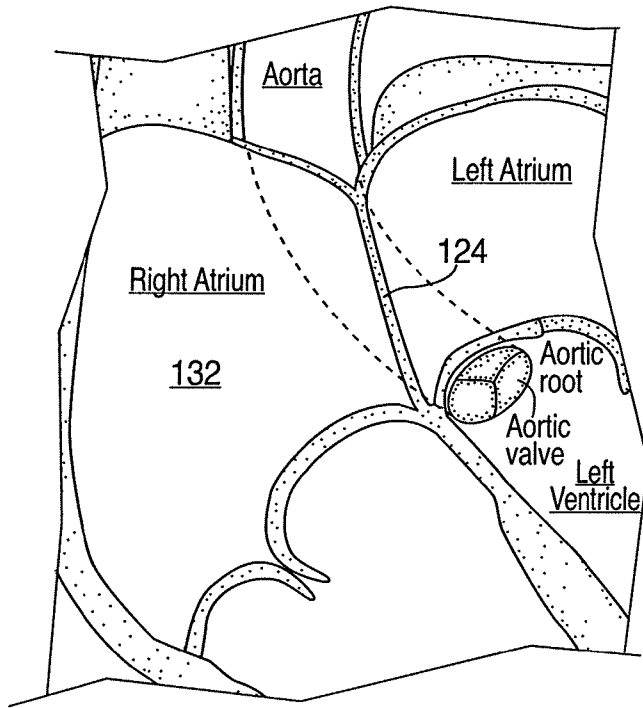 Aorta
Left Atrium
124
Right Atrium
132
Aortic
root
Aortic
valve
Left
Ventricle